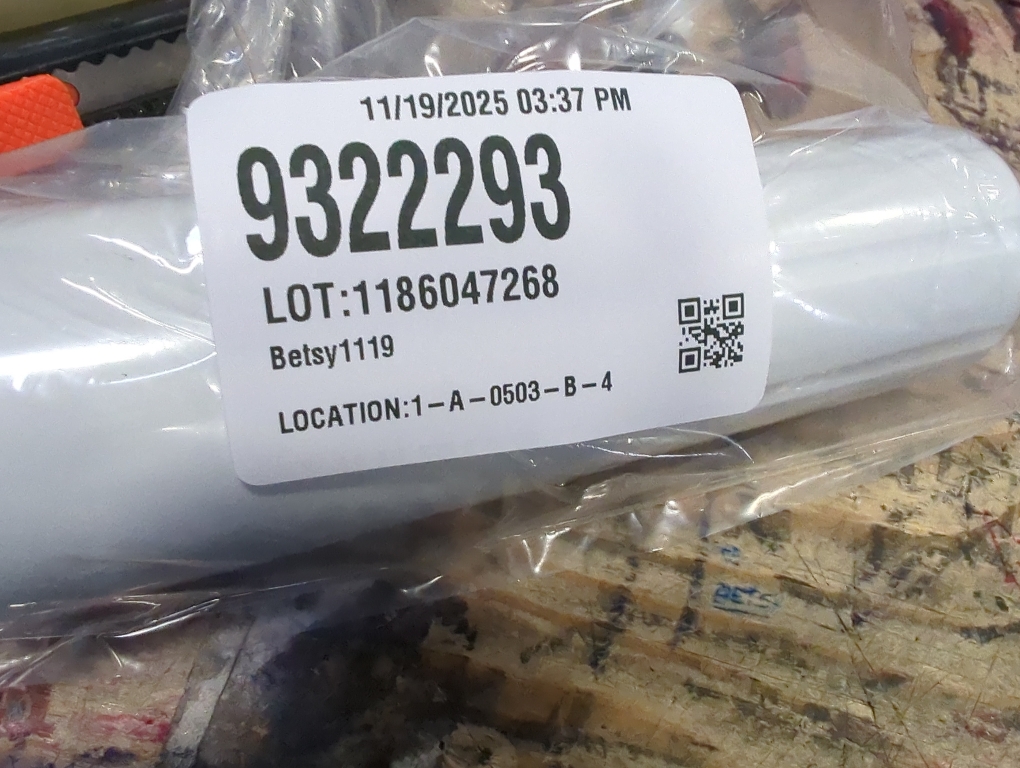 11/19/2025 03:37 PM
9322293
LOT:1186047268
Betsy1119
LOCATION:1-A-0503-B-4